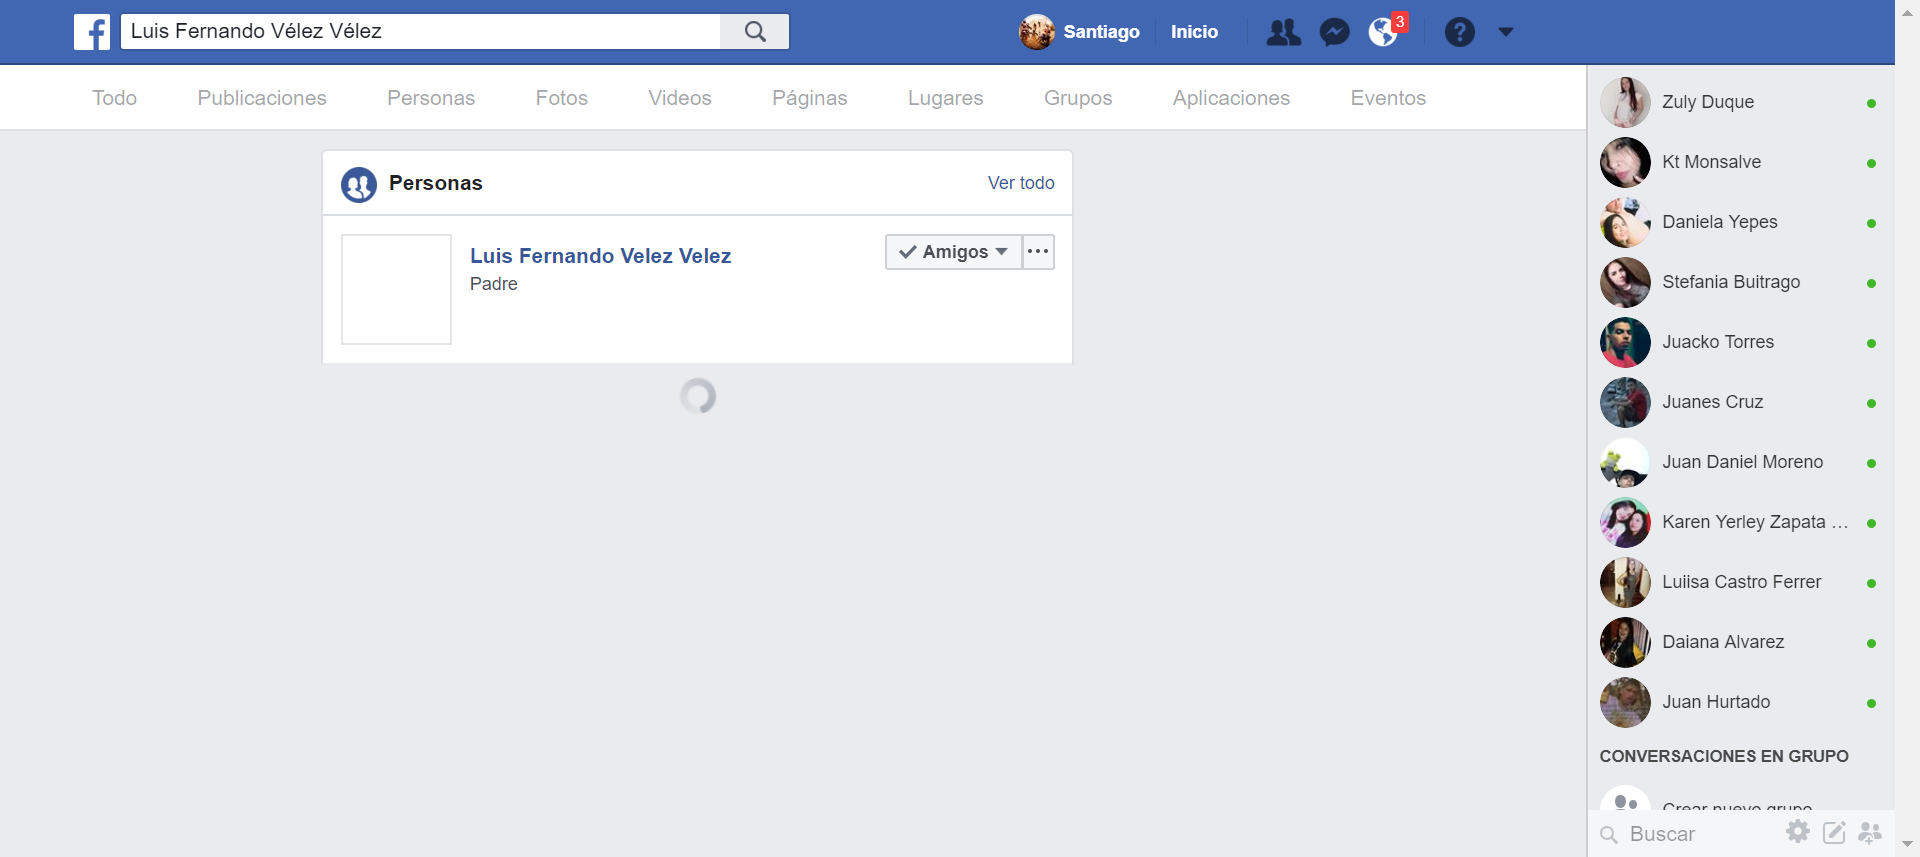 Luis Fernando Vélez Vélez
Santiago
Inicio
3
?
Todo
Publicaciones
Personas
Fotos
Videos
Páginas
Lugares
Grupos
Aplicaciones
Eventos
Personas
Ver todo
Luis Fernando Velez Velez
Padre
Amigos
Zuly Duque
Kt Monsalve
Daniela Yepes
Stefania Buitrago
Juacko Torres
Juanes Cruz
Juan Daniel Moreno
Karen Yerley Zapata ...
Luiisa Castro Ferrer
Daiana Alvarez
Juan Hurtado
CONVERSACIONES EN GRUPO
Crear nuevo grupo
Buscar